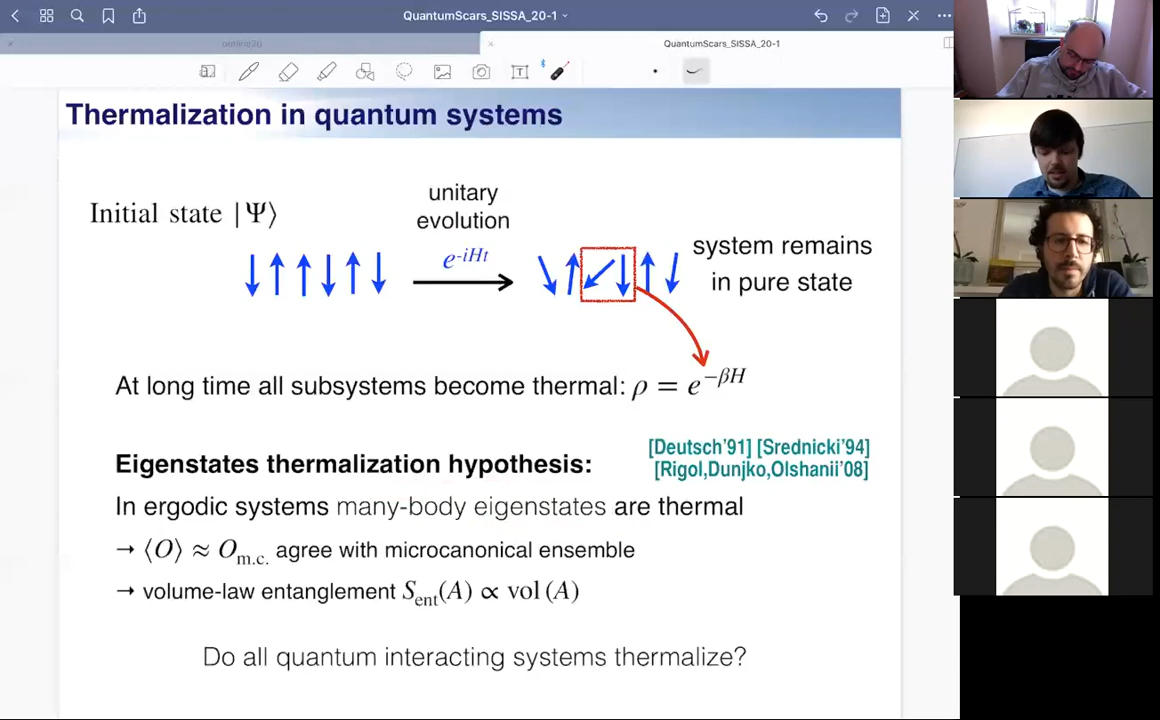 QuantumScars_SISSA_20-1
outline20
QuantumScars_SISSA_20-1
Thermalization in quantum systems
Initial state |Ψ⟩
unitary
evolution
e^{-iHt}
system remains
in pure state
At long time all subsystems become thermal: ρ = e^{−βH}
Eigenstates thermalization hypothesis:
[Deutsch'91] [Srednicki'94]
[Rigol,Dunjko,Olshanii'08]
In ergodic systems many-body eigenstates are thermal
→ ⟨O⟩ ≈ O_{m.c.} agree with microcanonical ensemble
→ volume-law entanglement S_{ent}(A) ∝ vol (A)
Do all quantum interacting systems thermalize?